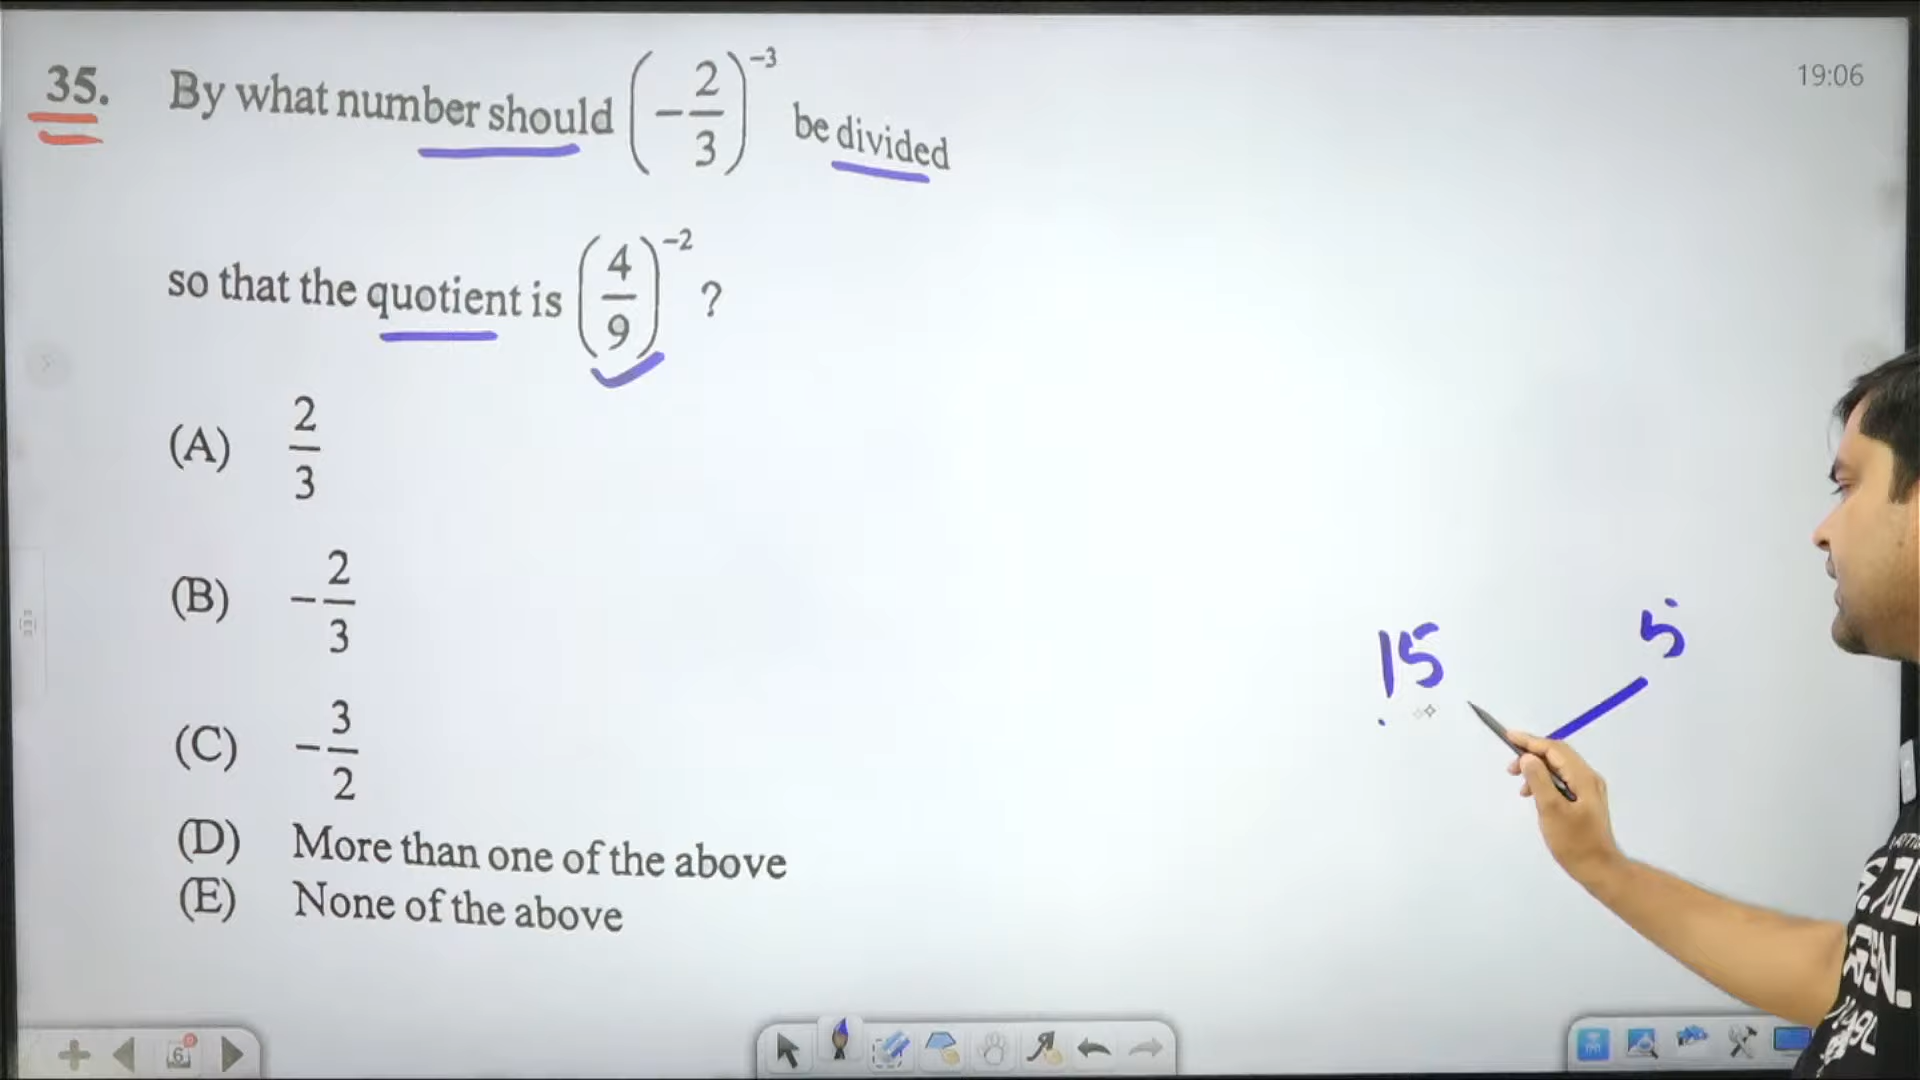 19:06
35. By what number should (-2/3)^-3 be divided
so that the quotient is (4/9)^-2 ?
(A) 2/3
(B) -2/3
(C) -3/2
(D) More than one of the above
(E) None of the above
15 5
6